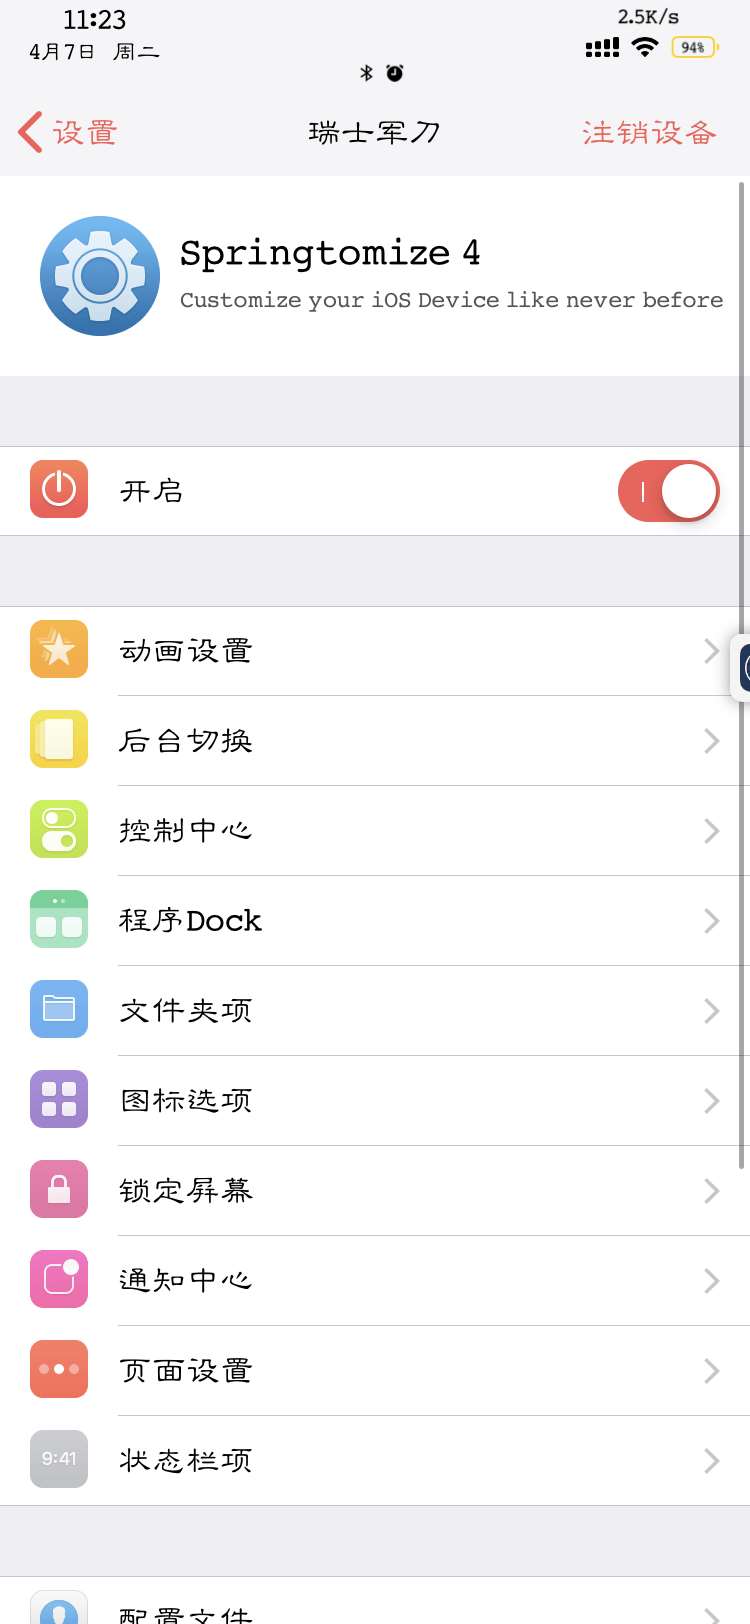 11:23
2.5K/s
4月7日 周二
94%
设置
瑞士军刀
注销设备
Springtomize 4
Customize your iOS Device like never before
开启
动画设置
后台切换
控制中心
程序Dock
文件夹项
图标选项
锁定屏幕
通知中心
页面设置
9:41
状态栏项
配置文件